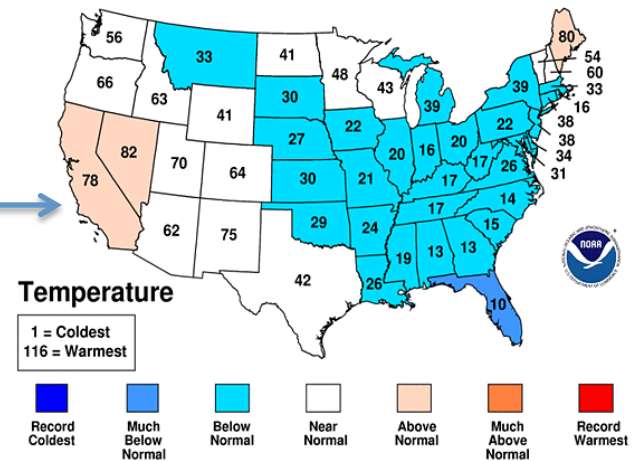 56
33
41
48
43
39
80
54
60
33
16
38
38
34
31
66
63
41
30
39
22
27
22
20
16
20
17
26
78
82
70
64
30
21
17
17
14
62
75
29
24
15
19
13
13
42
26
10
NOAA
Temperature
1 = Coldest
116 = Warmest
Record
Coldest
Much
Below
Normal
Below
Normal
Near
Normal
Above
Normal
Much
Above
Normal
Record
Warmest